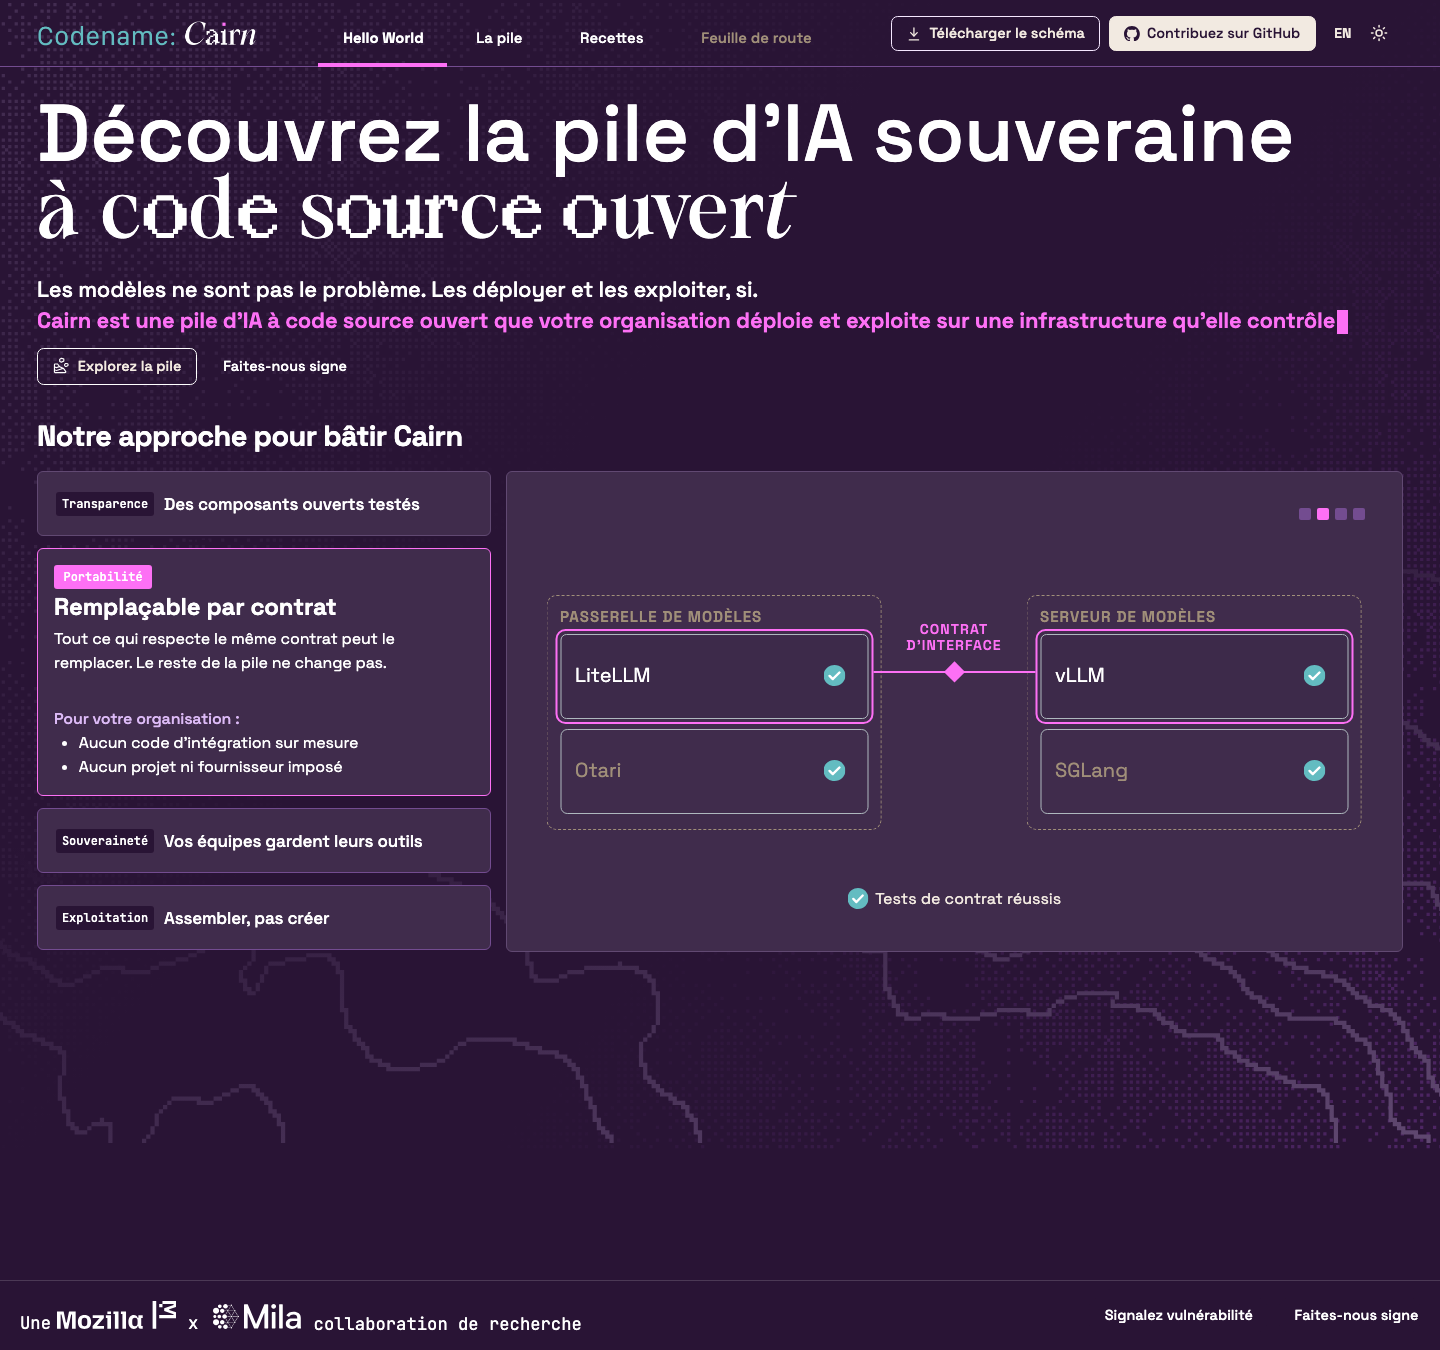 Codename: Cairn
Hello World
La pile
Recettes
Feuille de route
Télécharger le schéma
Contribuez sur GitHub
EN
Découvrez la pile d’IA souveraine
à code source ouvert
Les modèles ne sont pas le problème. Les déployer et les exploiter, si.
Cairn est une pile d’IA à code source ouvert que votre organisation déploie et exploite sur une infrastructure qu’elle contrôle
Explorez la pile
Faites-nous signe
Notre approche pour bâtir Cairn
Transparence Des composants ouverts testés
Portabilité
Remplaçable par contrat
Tout ce qui respecte le même contrat peut le
remplacer. Le reste de la pile ne change pas.
Pour votre organisation :
• Aucun code d’intégration sur mesure
• Aucun projet ni fournisseur imposé
Souveraineté Vos équipes gardent leurs outils
Exploitation Assembler, pas créer
PASSERELLE DE MODÈLES
LiteLLM
Otari
CONTRAT
D’INTERFACE
SERVEUR DE MODÈLES
vLLM
SGLang
Tests de contrat réussis
Une Mozilla x Mila collaboration de recherche
Signalez vulnérabilité
Faites-nous signe